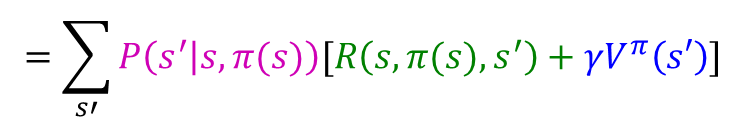 = ∑ P(s′|s, π(s))[R(s, π(s), s′) + γV^π(s′)]
s′